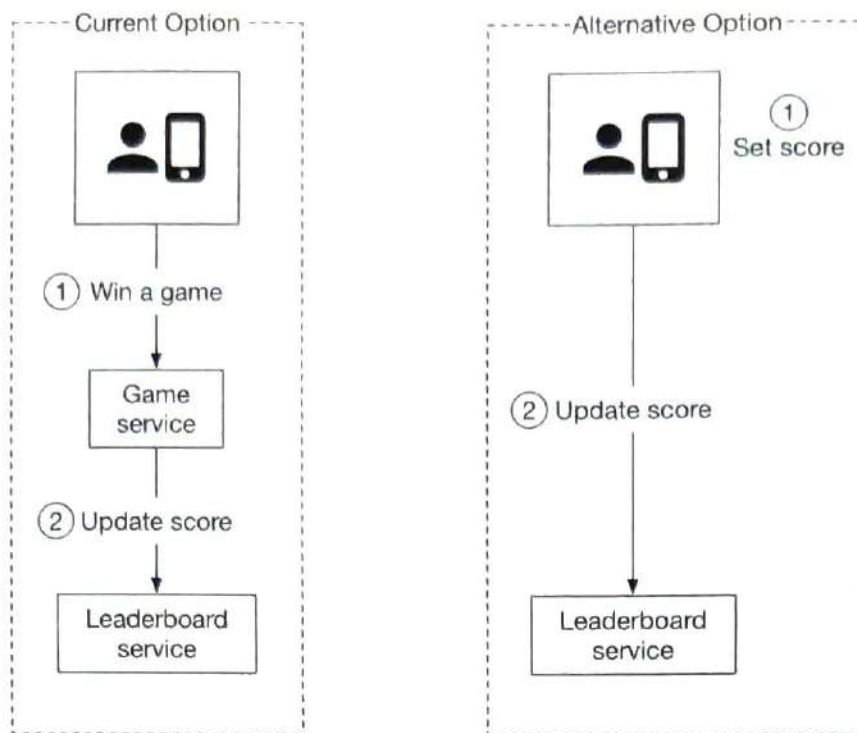 Current Option
1 Win a game
Game
service
2 Update score
Leaderboard
service
Alternative Option
1
Set score
2 Update score
Leaderboard
service